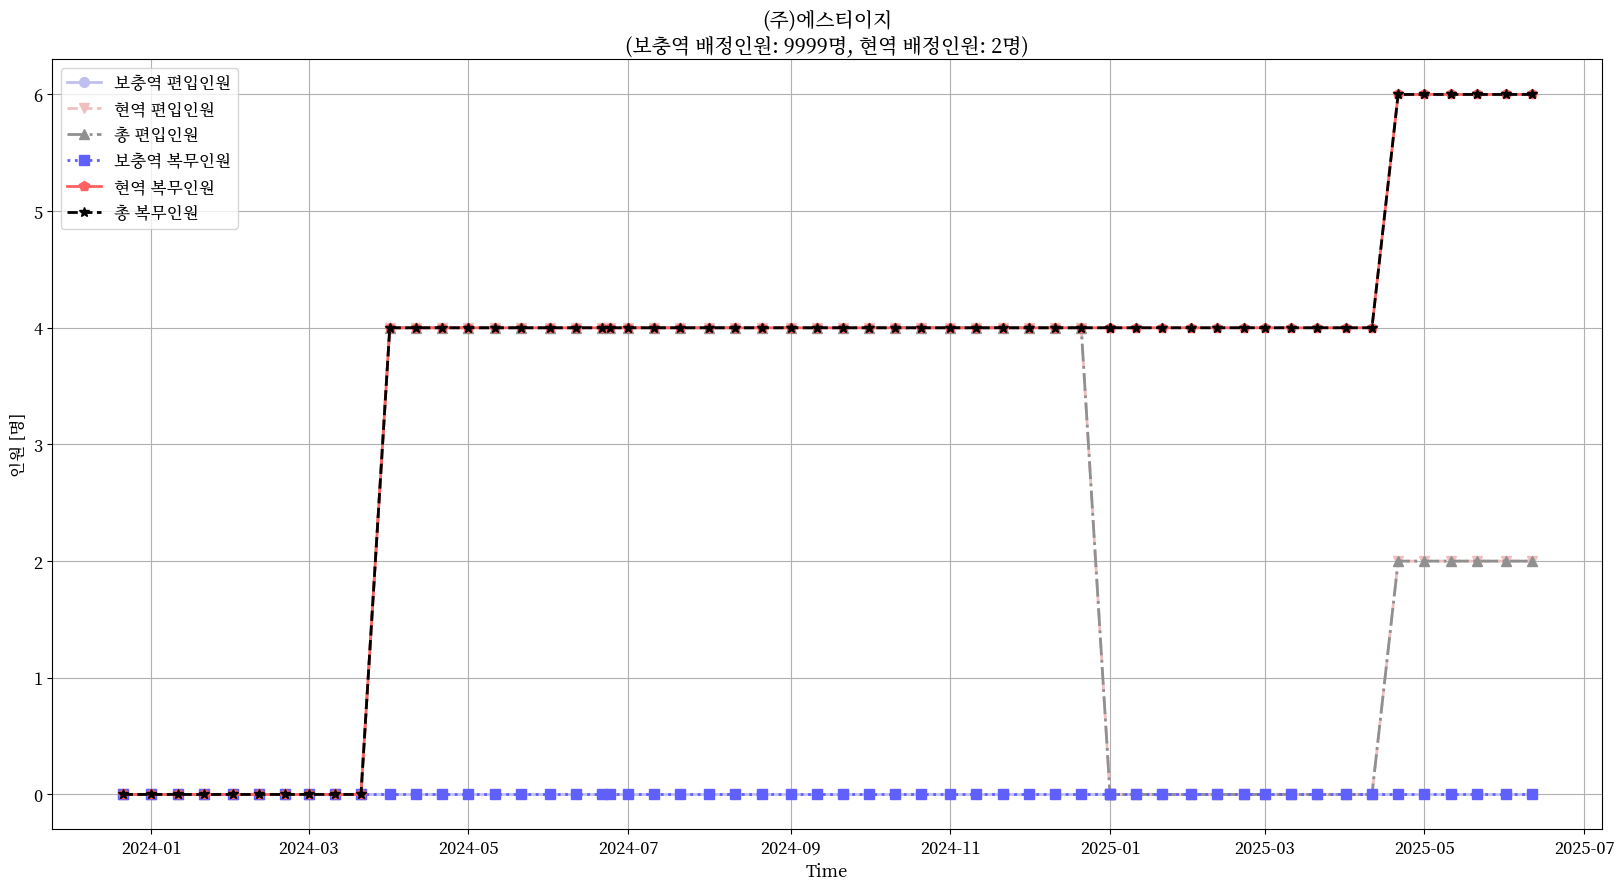 (주)에스티이지
(보충역 배정인원: 9999명, 현역 배정인원: 2명)
보충역 편입인원
현역 편입인원
총 편입인원
보충역 복무인원
현역 복무인원
총 복무인원
인원 [명]
6
5
4
3
2
1
0
2024-01
2024-03
2024-05
2024-07
2024-09
2024-11
2025-01
2025-03
2025-05
2025-07
Time